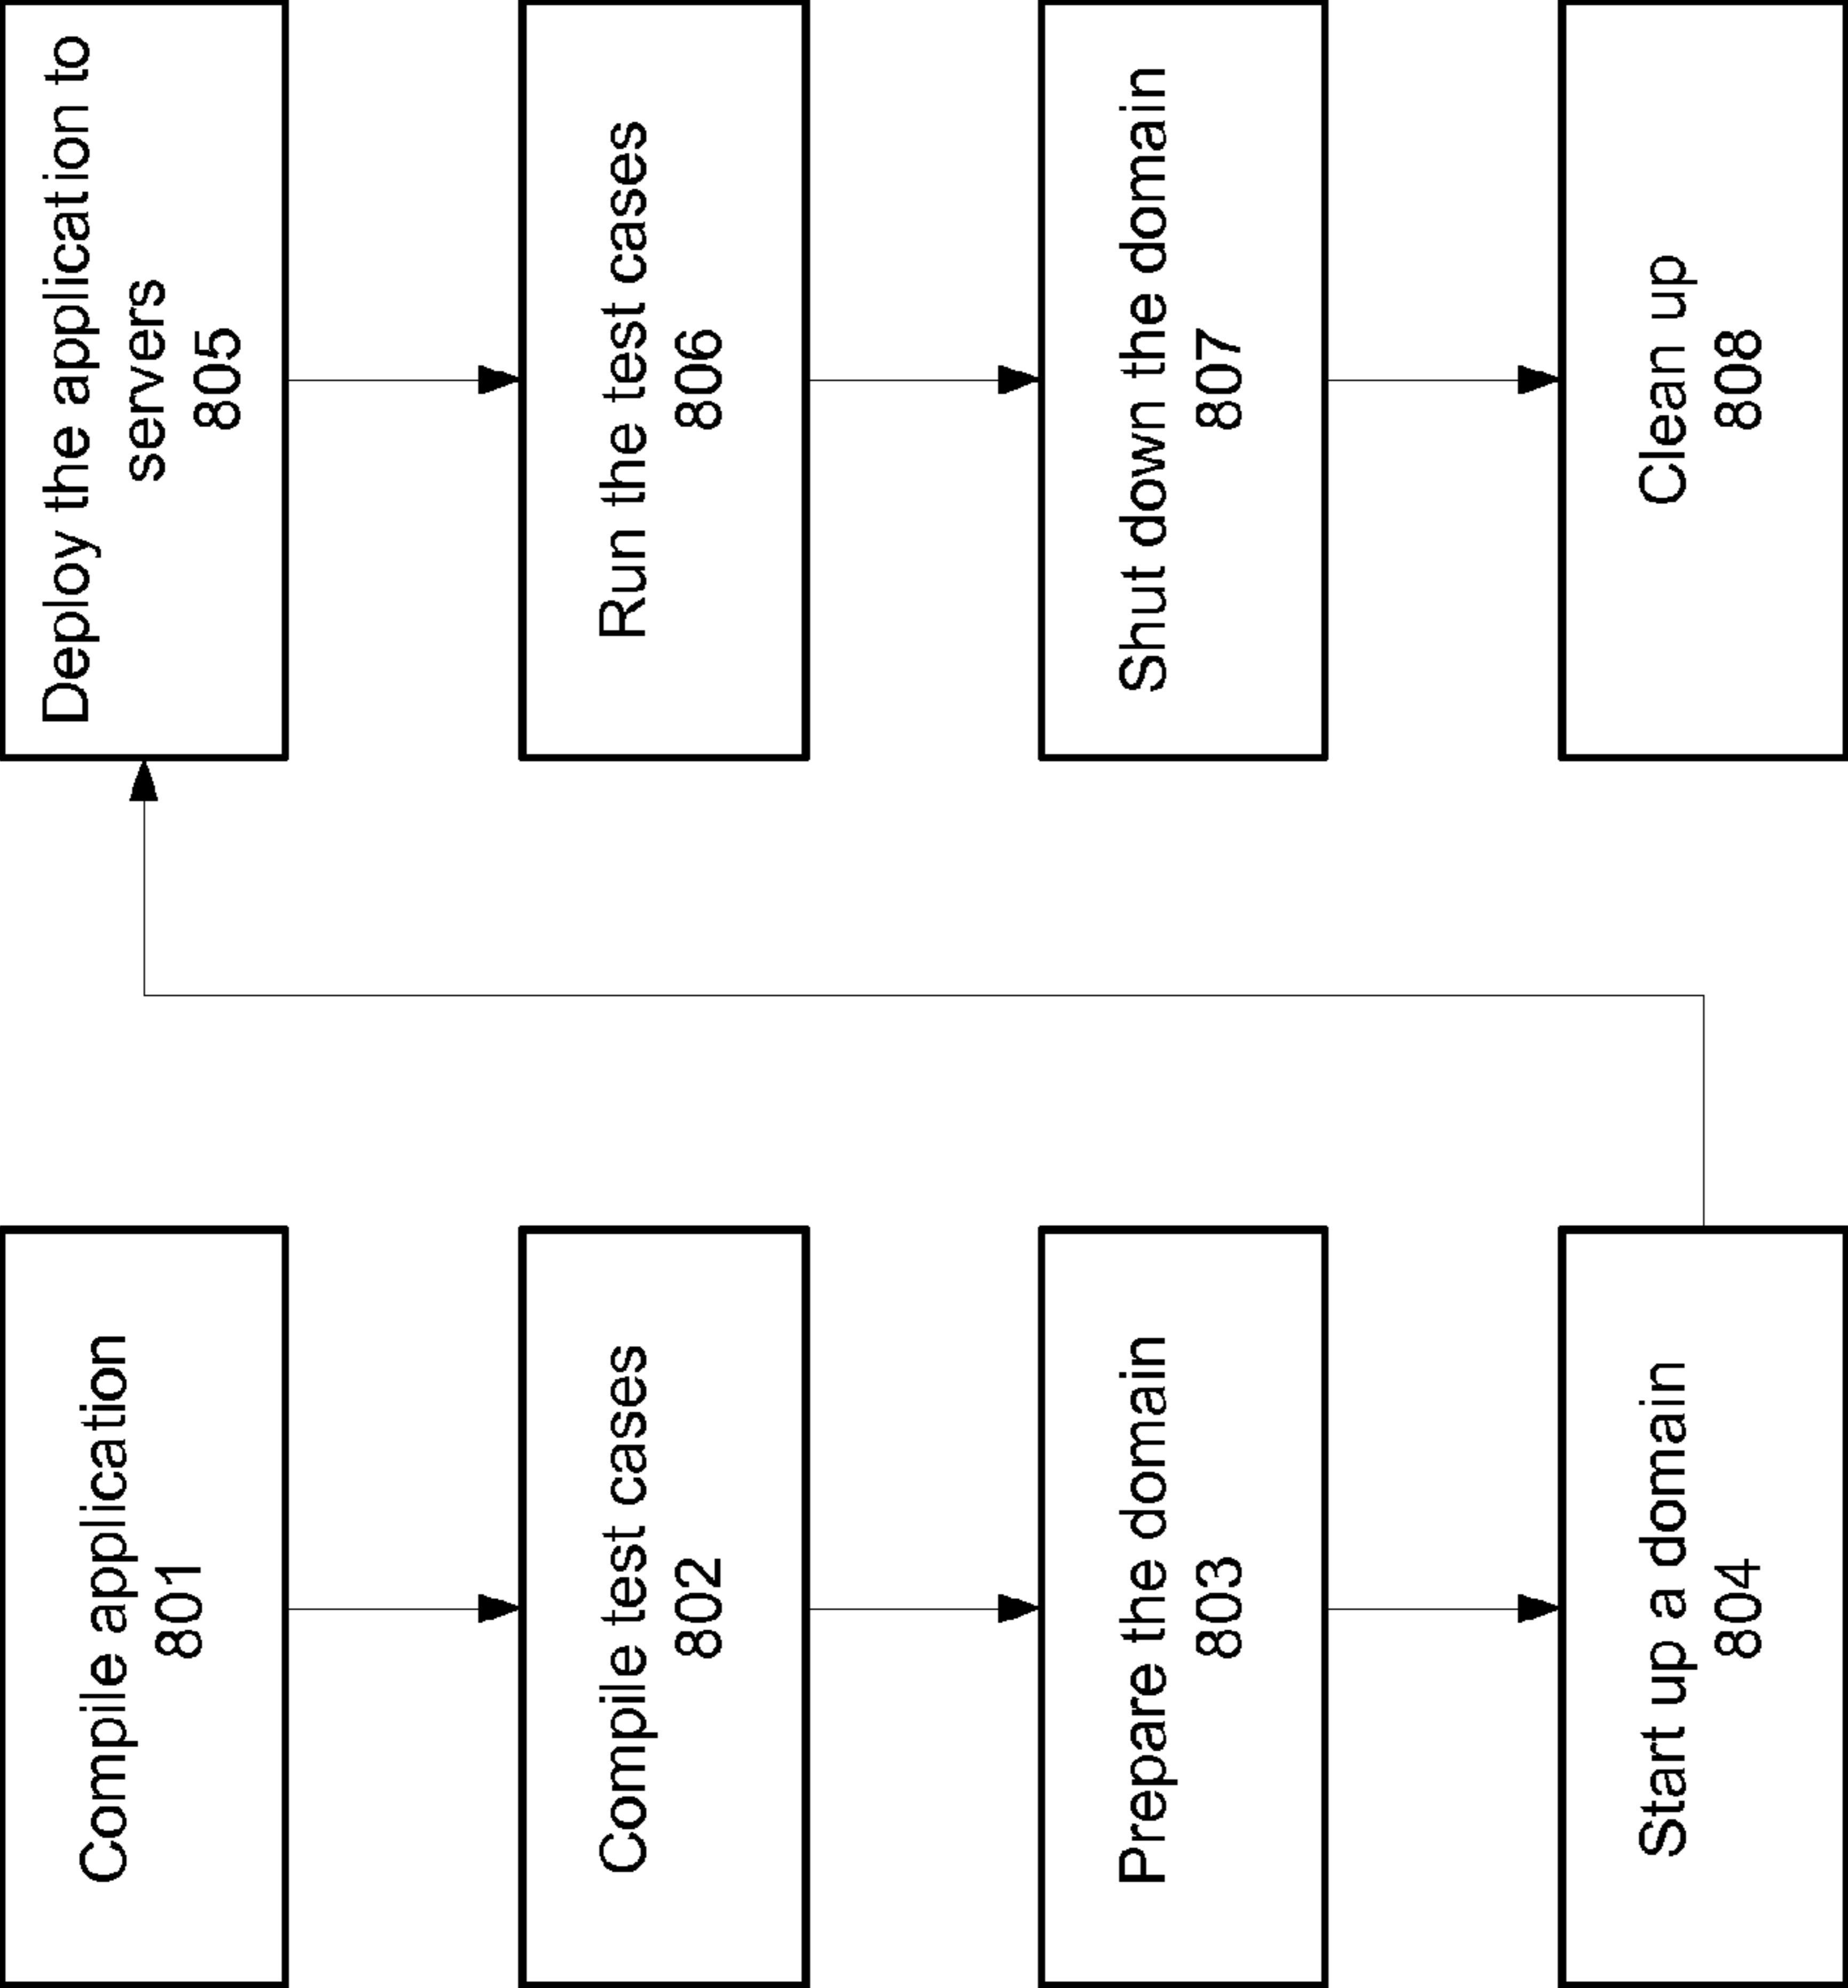 Compile application
801
Compile test cases
802
Prepare the domain
803
Start up a domain
804
Deploy the application to
servers
805
Run the test cases
806
Shut down the domain
807
Clean up
808